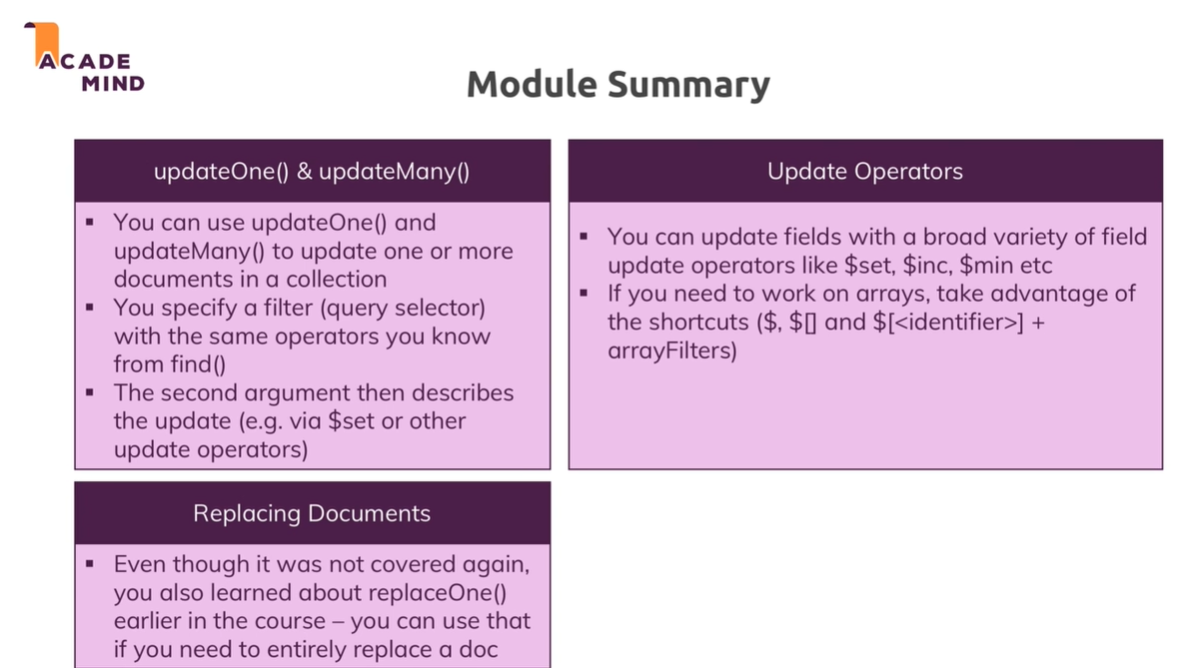 ACADE
MIND
Module Summary
updateOne() & updateMany()
▪ You can use updateOne() and
updateMany() to update one or more
documents in a collection
▪ You specify a filter (query selector)
with the same operators you know
from find()
▪ The second argument then describes
the update (e.g. via $set or other
update operators)
Update Operators
▪ You can update fields with a broad variety of field
update operators like $set, $inc, $min etc
▪ If you need to work on arrays, take advantage of
the shortcuts ($, $[] and $[<identifier>] +
arrayFilters)
Replacing Documents
▪ Even though it was not covered again,
you also learned about replaceOne()
earlier in the course – you can use that
if you need to entirely replace a doc